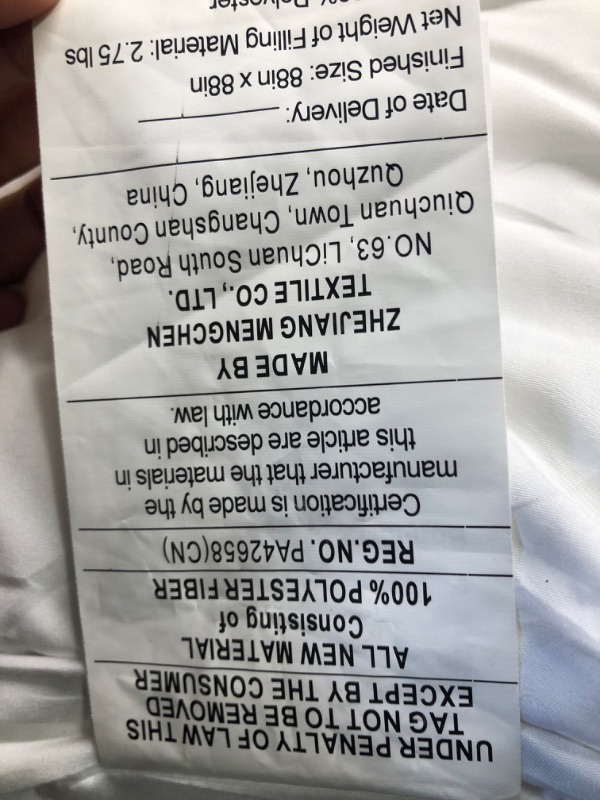 UNDER PENALTY OF LAW THIS
TAG NOT TO BE REMOVED
EXCEPT BY THE CONSUMER
ALL NEW MATERIAL
Consisting of
100% POLYESTER FIBER
REG.NO. PA42658(CN)
Certification is made by the
manufacturer that the materials in
this article are described in
accordance with law.
MADE BY
ZHEJIANG MENGCHEN
TEXTILE CO., LTD.
NO.63, LiChuan South Road,
Qiuchuan Town, Changshan County,
Quzhou, Zhejiang, China
Date of Delivery:
Finished Size: 88in x 88in
Net Weight of Filling Material: 2.75 lbs